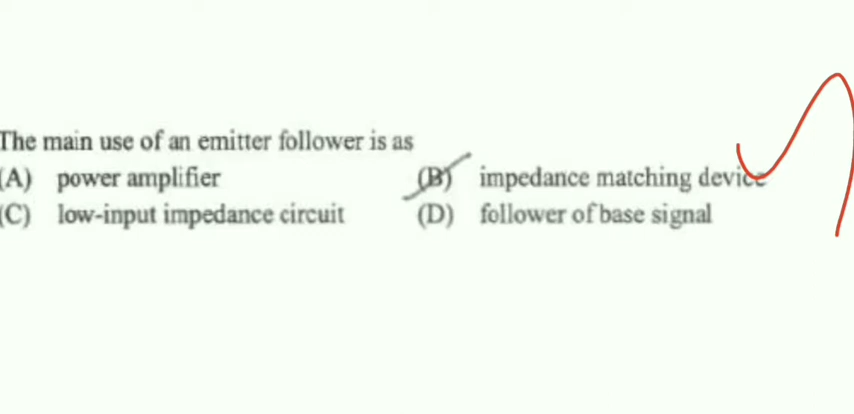 The main use of an emitter follower is as
(A) power amplifier (B) impedance matching device
(C) low-input impedance circuit (D) follower of base signal